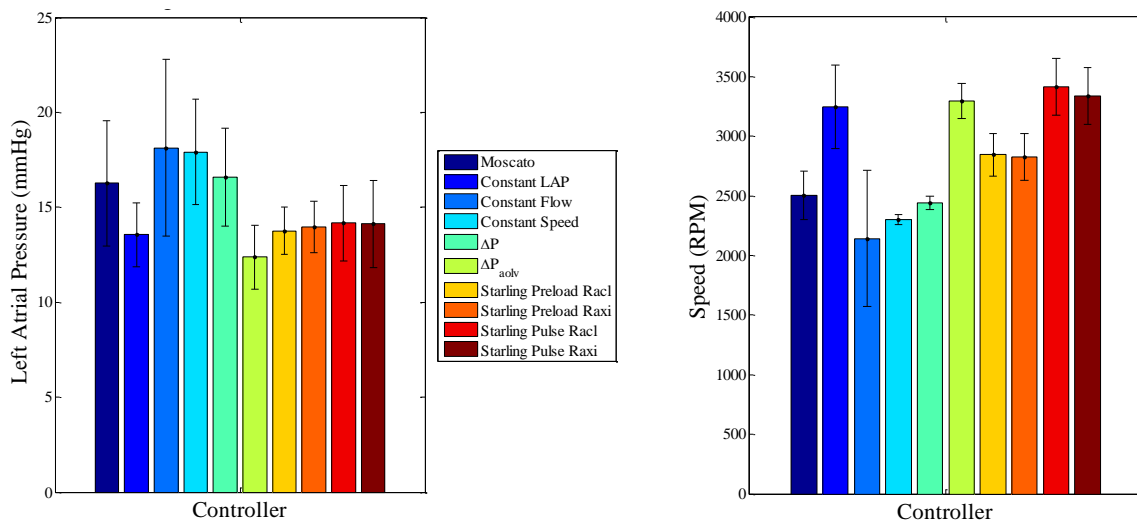 25
20
15
10
5
0
Left Atrial Pressure (mmHg)
Controller
Moscato
Constant LAP
Constant Flow
Constant Speed
ΔP
ΔPaolv
Starling Preload Racl
Starling Preload Raxi
Starling Pulse Racl
Starling Pulse Raxi
4000
3500
3000
2500
2000
1500
1000
500
0
Speed (RPM)
Controller